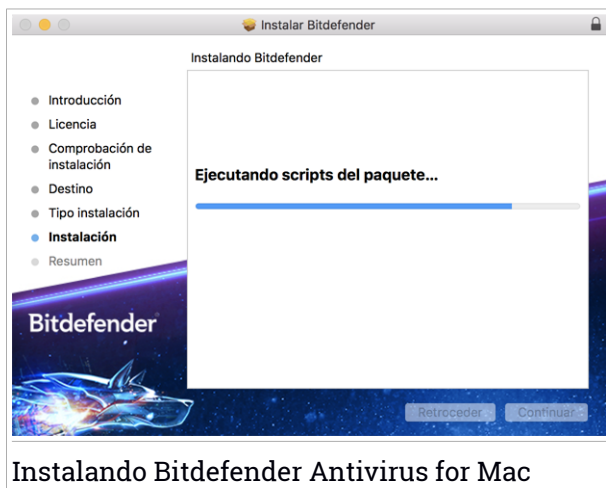 Instalar Bitdefender
Instalando Bitdefender
Introducción
Licencia
Comprobación de
instalación
Destino
Tipo instalación
Instalación
Resumen
Ejecutando scripts del paquete...
Bitdefender
Retroceder
Continuar
Instalando Bitdefender Antivirus for Mac